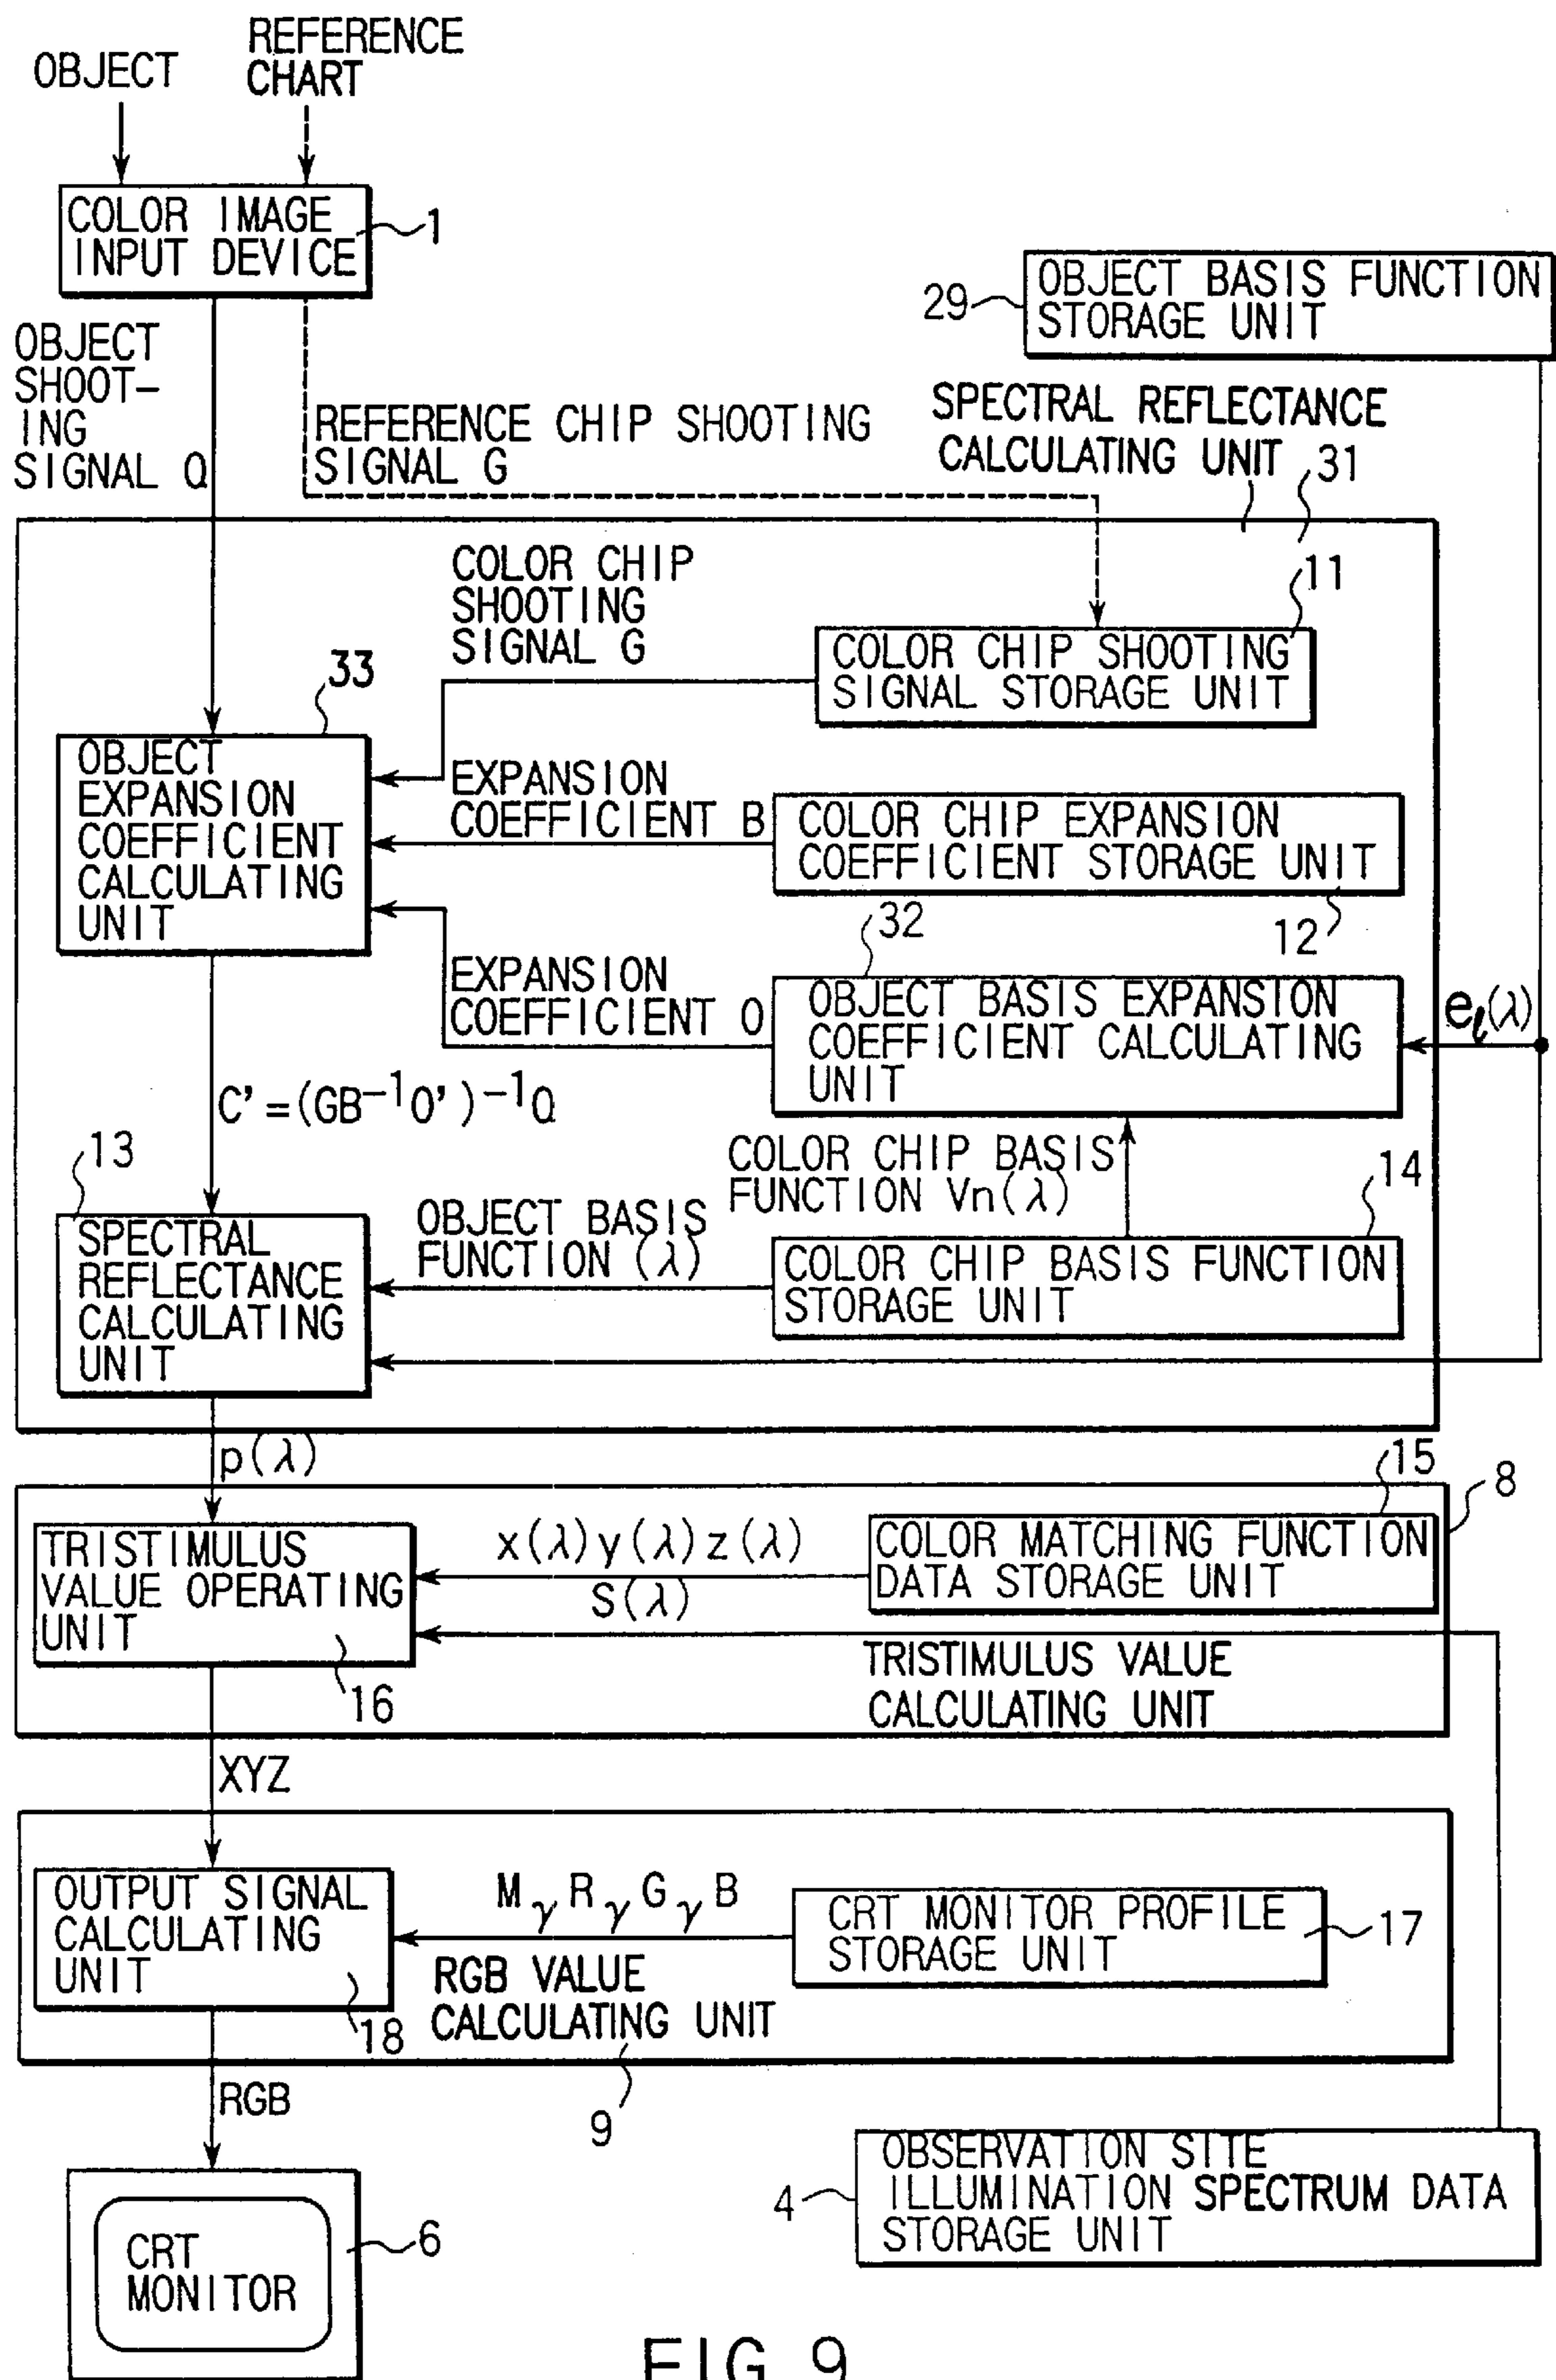 OBJECT
REFERENCE
CHART
COLOR IMAGE
INPUT DEVICE
1
29
OBJECT BASIS FUNCTION
STORAGE UNIT
OBJECT
SHOOT-
ING
SIGNAL Q
REFERENCE CHIP SHOOTING
SIGNAL G
SPECTRAL REFLECTANCE
CALCULATING UNIT
31
COLOR CHIP
SHOOTING
SIGNAL G
11
COLOR CHIP SHOOTING
SIGNAL STORAGE UNIT
33
OBJECT
EXPANSION
COEFFICIENT
CALCULATING
UNIT
EXPANSION
COEFFICIENT B
COLOR CHIP EXPANSION
COEFFICIENT STORAGE UNIT
12
32
EXPANSION
COEFFICIENT O
OBJECT BASIS EXPANSION
COEFFICIENT CALCULATING
UNIT
eℓ(λ)
C'=(GB⁻¹O')⁻¹Q
COLOR CHIP BASIS
FUNCTION Vn(λ)
13
14
SPECTRAL
REFLECTANCE
CALCULATING
UNIT
OBJECT BASIS
FUNCTION (λ)
COLOR CHIP BASIS FUNCTION
STORAGE UNIT
p(λ)
15
8
TRISTIMULUS
VALUE OPERATING
UNIT
16
x(λ)y(λ)z(λ)
S(λ)
COLOR MATCHING FUNCTION
DATA STORAGE UNIT
TRISTIMULUS VALUE
CALCULATING UNIT
XYZ
OUTPUT SIGNAL
CALCULATING
UNIT
18
MγRγGγB
CRT MONITOR PROFILE
STORAGE UNIT
17
RGB VALUE
CALCULATING UNIT
9
RGB
4
OBSERVATION SITE
ILLUMINATION SPECTRUM DATA
STORAGE UNIT
CRT
MONITOR
6
FIG.9